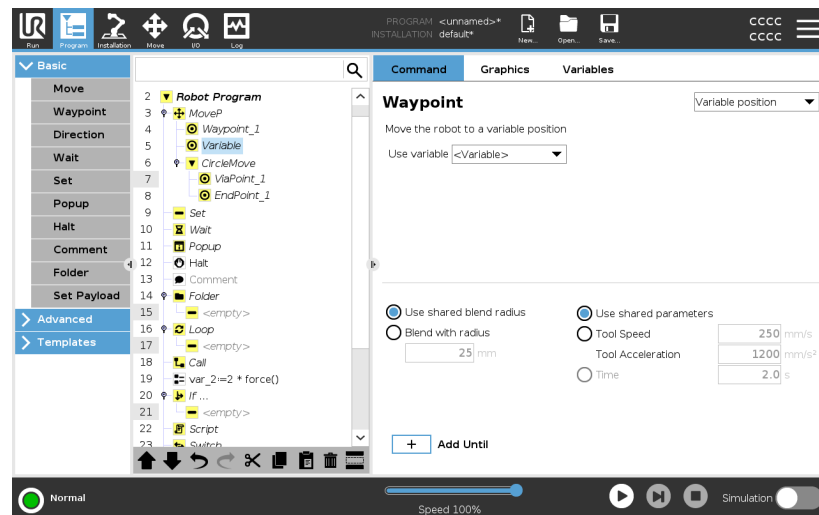 PROGRAM <unnamed>*
INSTALLATION default*
CCCC
CCCC
Run Program Installation Move I/O Log New... Open... Save...
Basic
Move
Waypoint
Direction
Wait
Set
Popup
Halt
Comment
Folder
Set Payload
Advanced
Templates
2 Robot Program
3 MoveP
4 Waypoint_1
5 Variable
6 CircleMove
7 ViaPoint_1
8 EndPoint_1
9 Set
10 Wait
11 Popup
12 Halt
13 Comment
14 Folder
15 <empty>
16 Loop
17 <empty>
18 Call
19 var_2:=2 * force()
20 If ...
21 <empty>
22 Script
23 Switch
Command Graphics Variables
Waypoint
Variable position
Move the robot to a variable position
Use variable <Variable>
Use shared blend radius
Blend with radius
25 mm
Use shared parameters
Tool Speed 250 mm/s
Tool Acceleration 1200 mm/s²
Time 2.0 s
+ Add Until
Normal
Speed 100%
Simulation